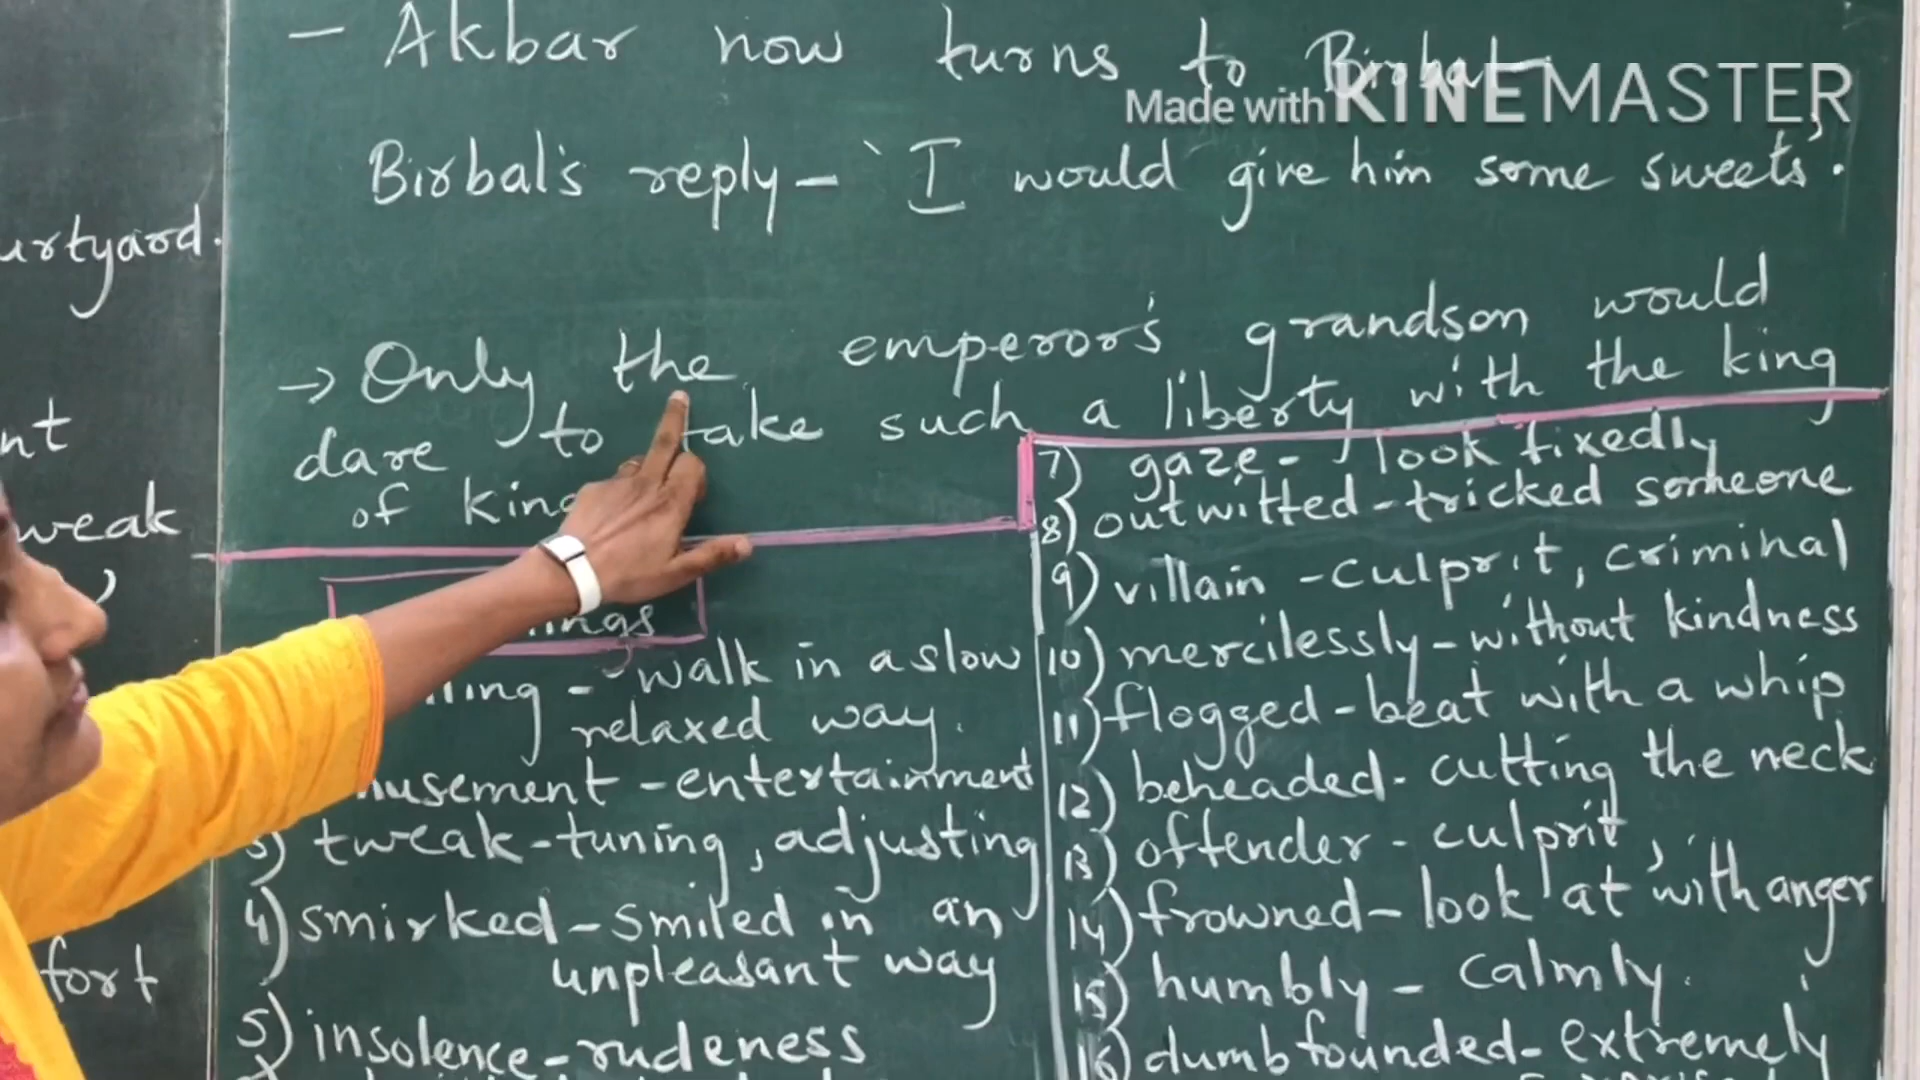 - Akbar now turns to Birbal -
Made with KINEMASTER
Birbal's reply - 'I would give him some sweets'.
→ Only the emperor's grandson would
dare to take such a liberty with the king
of
urtyard.
nt
weak
fort
- walk in a slow
relaxed way.
- entertainment
3) tweak - tuning, adjusting
4) smirked - smiled in an
unpleasant way
5) insolence - rudeness
7) gaze - look fixedly
8) outwitted - tricked someone
9) villain - culprit, criminal
10) mercilessly - without kindness
11) flogged - beat with a whip
12) beheaded - cutting the neck
13) offender - culprit,
14) frowned - look at with anger
15) humbly - calmly.
16) dumbfounded - extremely